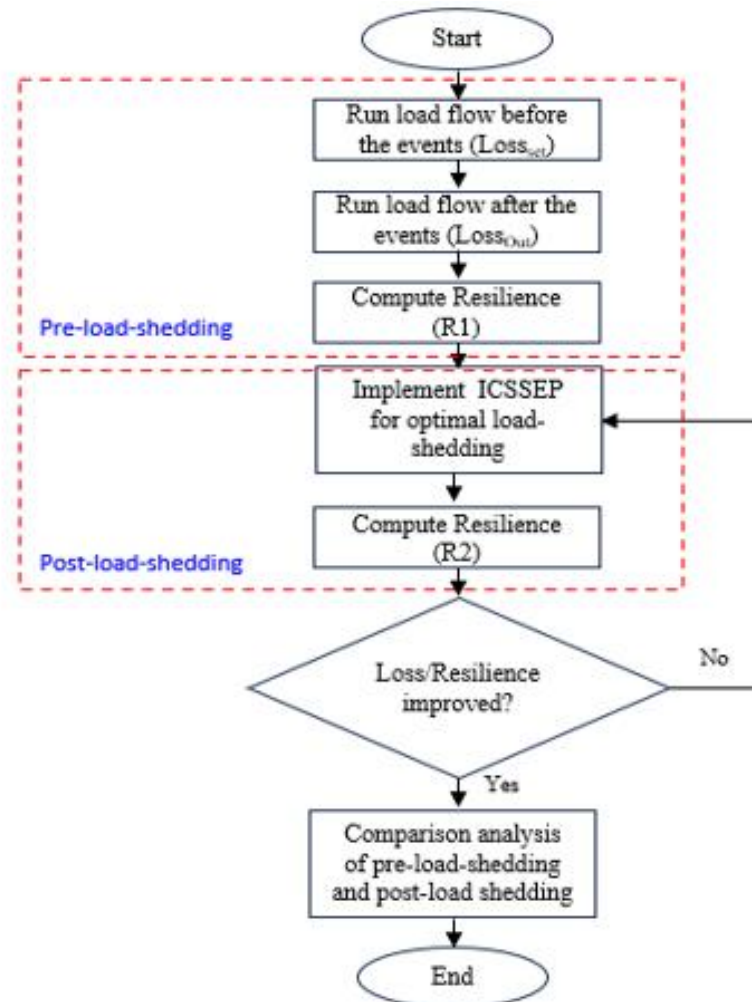 Start
Run load flow before
the events (Loss_set)
Run load flow after the
events (Loss_Out)
Compute Resilience
(R1)
Pre-load-shedding
Implement ICSSEP
for optimal load-
shedding
Compute Resilience
(R2)
Post-load-shedding
Loss/Resilience
improved?
No
Yes
Comparison analysis
of pre-load-shedding
and post-load shedding
End